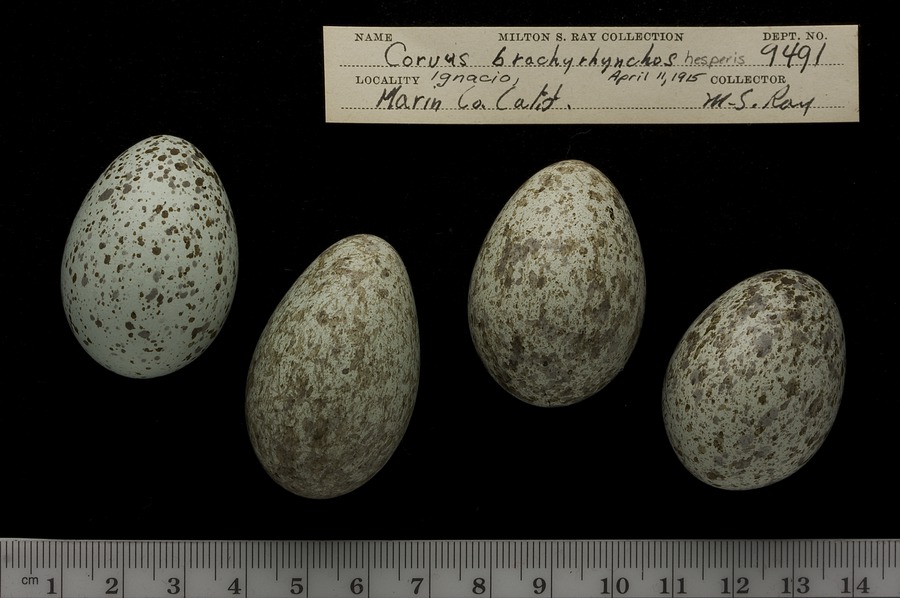 NAME MILTON S. RAY COLLECTION DEPT. NO.
Corvus brachyrhynchos hesperis 9491
LOCALITY Ignacio, April 11, 1915 COLLECTOR
Marin Co. Calif. M.S. Ray
cm 1 2 3 4 5 6 7 8 9 10 11 12 13 14